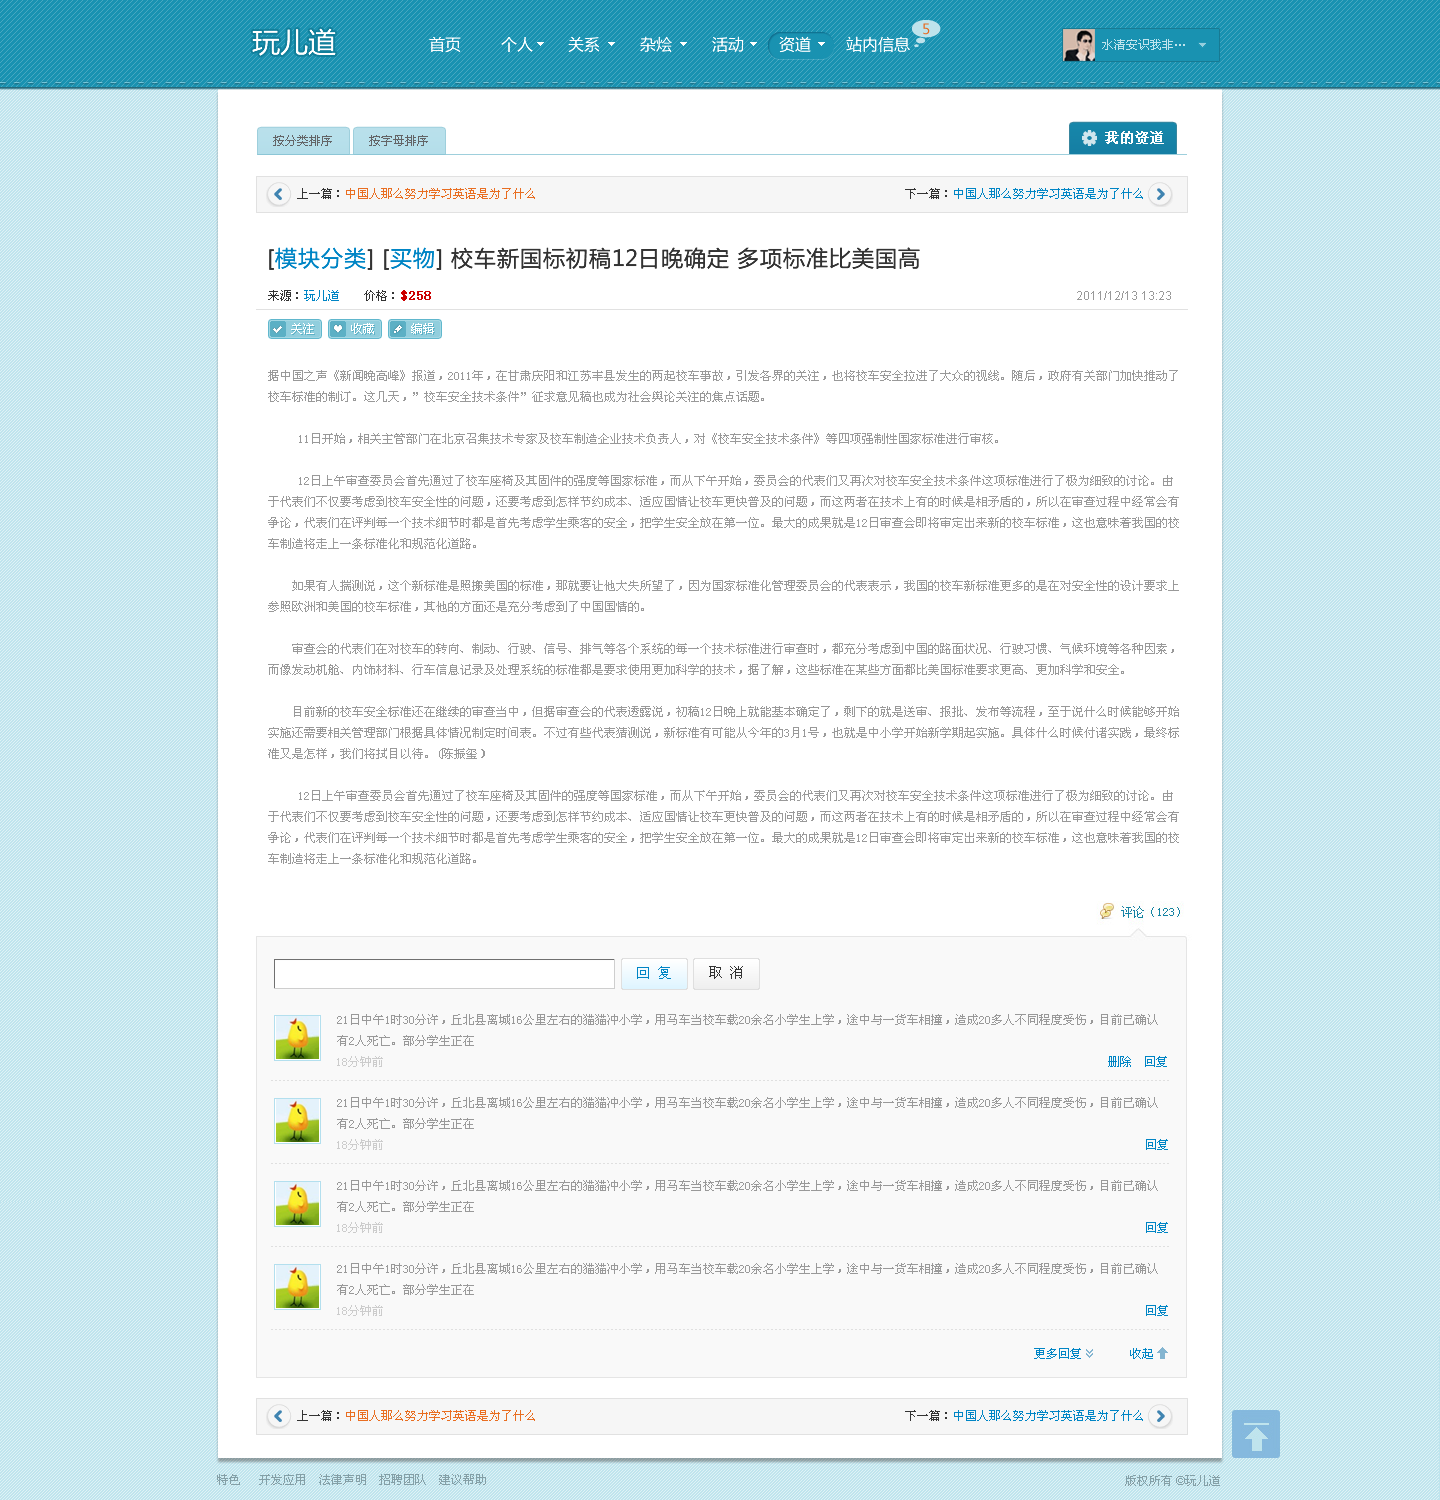 玩儿道
首页 个人 关系 杂烩 活动 资道 站内信息 5
水清安识我非…
按分类排序 按字母排序 我的资道
上一篇：中国人那么努力学习英语是为了什么 下一篇：中国人那么努力学习英语是为了什么
[模块分类] [买物] 校车新国标初稿12日晚确定 多项标准比美国高
来源：玩儿道 价格：$258 2011/12/13 13:23
关注 收藏 编辑
据中国之声《新闻晚高峰》报道，2011年，在甘肃庆阳和江苏丰县发生的两起校车事故，引发各界的关注，也将校车安全拉进了大众的视线。随后，政府有关部门加快推动了
校车标准的制订。这几天，”校车安全技术条件”征求意见稿也成为社会舆论关注的焦点话题。
11日开始，相关主管部门在北京召集技术专家及校车制造企业技术负责人，对《校车安全技术条件》等四项强制性国家标准进行审核。
12日上午审查委员会首先通过了校车座椅及其固件的强度等国家标准，而从下午开始，委员会的代表们又再次对校车安全技术条件这项标准进行了极为细致的讨论。由
于代表们不仅要考虑到校车安全性的问题，还要考虑到怎样节约成本、适应国情让校车更快普及的问题，而这两者在技术上有的时候是相矛盾的，所以在审查过程中经常会有
争论，代表们在评判每一个技术细节时都是首先考虑学生乘客的安全，把学生安全放在第一位。最大的成果就是12日审查会即将审定出来新的校车标准，这也意味着我国的校
车制造将走上一条标准化和规范化道路。
如果有人揣测说，这个新标准是照搬美国的标准，那就要让他大失所望了，因为国家标准化管理委员会的代表表示，我国的校车新标准更多的是在对安全性的设计要求上
参照欧洲和美国的校车标准，其他的方面还是充分考虑到了中国国情的。
审查会的代表们在对校车的转向、制动、行驶、信号、排气等各个系统的每一个技术标准进行审查时，都充分考虑到中国的路面状况、行驶习惯、气候环境等各种因素，
而像发动机舱、内饰材料、行车信息记录及处理系统的标准都是要求使用更加科学的技术，据了解，这些标准在某些方面都比美国标准要求更高、更加科学和安全。
目前新的校车安全标准还在继续的审查当中，但据审查会的代表透露说，初稿12日晚上就能基本确定了，剩下的就是送审、报批、发布等流程，至于说什么时候能够开始
实施还需要相关管理部门根据具体情况制定时间表。不过有些代表猜测说，新标准有可能从今年的3月1号，也就是中小学开始新学期起实施。具体什么时候付诸实践，最终标
准又是怎样，我们将拭目以待。(陈振玺)
12日上午审查委员会首先通过了校车座椅及其固件的强度等国家标准，而从下午开始，委员会的代表们又再次对校车安全技术条件这项标准进行了极为细致的讨论。由
于代表们不仅要考虑到校车安全性的问题，还要考虑到怎样节约成本、适应国情让校车更快普及的问题，而这两者在技术上有的时候是相矛盾的，所以在审查过程中经常会有
争论，代表们在评判每一个技术细节时都是首先考虑学生乘客的安全，把学生安全放在第一位。最大的成果就是12日审查会即将审定出来新的校车标准，这也意味着我国的校
车制造将走上一条标准化和规范化道路。
评论（123）
回 复 取 消
21日中午1时30分许，丘北县离城16公里左右的猫猫冲小学，用马车当校车载20余名小学生上学，途中与一货车相撞，造成20多人不同程度受伤，目前已确认
有2人死亡。部分学生正在
18分钟前 删除 回复
21日中午1时30分许，丘北县离城16公里左右的猫猫冲小学，用马车当校车载20余名小学生上学，途中与一货车相撞，造成20多人不同程度受伤，目前已确认
有2人死亡。部分学生正在
18分钟前 回复
21日中午1时30分许，丘北县离城16公里左右的猫猫冲小学，用马车当校车载20余名小学生上学，途中与一货车相撞，造成20多人不同程度受伤，目前已确认
有2人死亡。部分学生正在
18分钟前 回复
21日中午1时30分许，丘北县离城16公里左右的猫猫冲小学，用马车当校车载20余名小学生上学，途中与一货车相撞，造成20多人不同程度受伤，目前已确认
有2人死亡。部分学生正在
18分钟前 回复
更多回复 收起
上一篇：中国人那么努力学习英语是为了什么 下一篇：中国人那么努力学习英语是为了什么
特色 开发应用 法律声明 招聘团队 建议帮助 版权所有 ©玩儿道